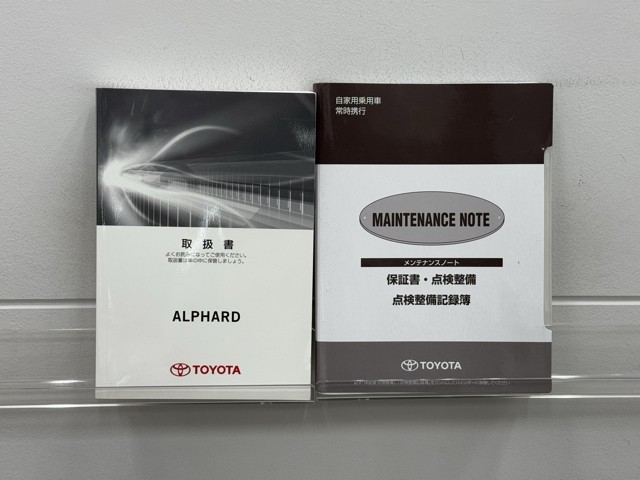 取扱書
よくお読みになってご使用ください。
取扱書は車の中に保管しましょう。
ALPHARD
TOYOTA
自家用乗用車
常時携行
MAINTENANCE NOTE
メンテナンスノート
保証書・点検整備
点検整備記録簿
TOYOTA